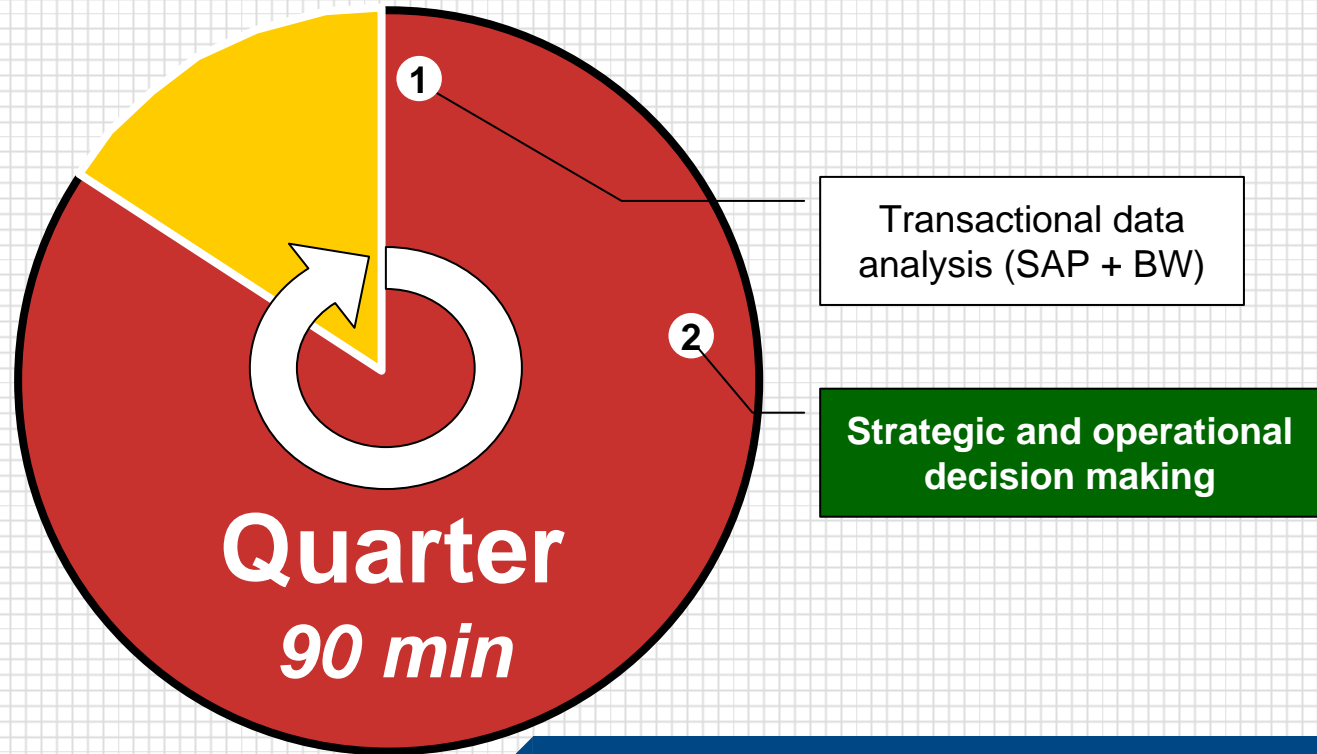 1
Transactional data
analysis (SAP + BW)
2
Strategic and operational
decision making
Quarter
90 min